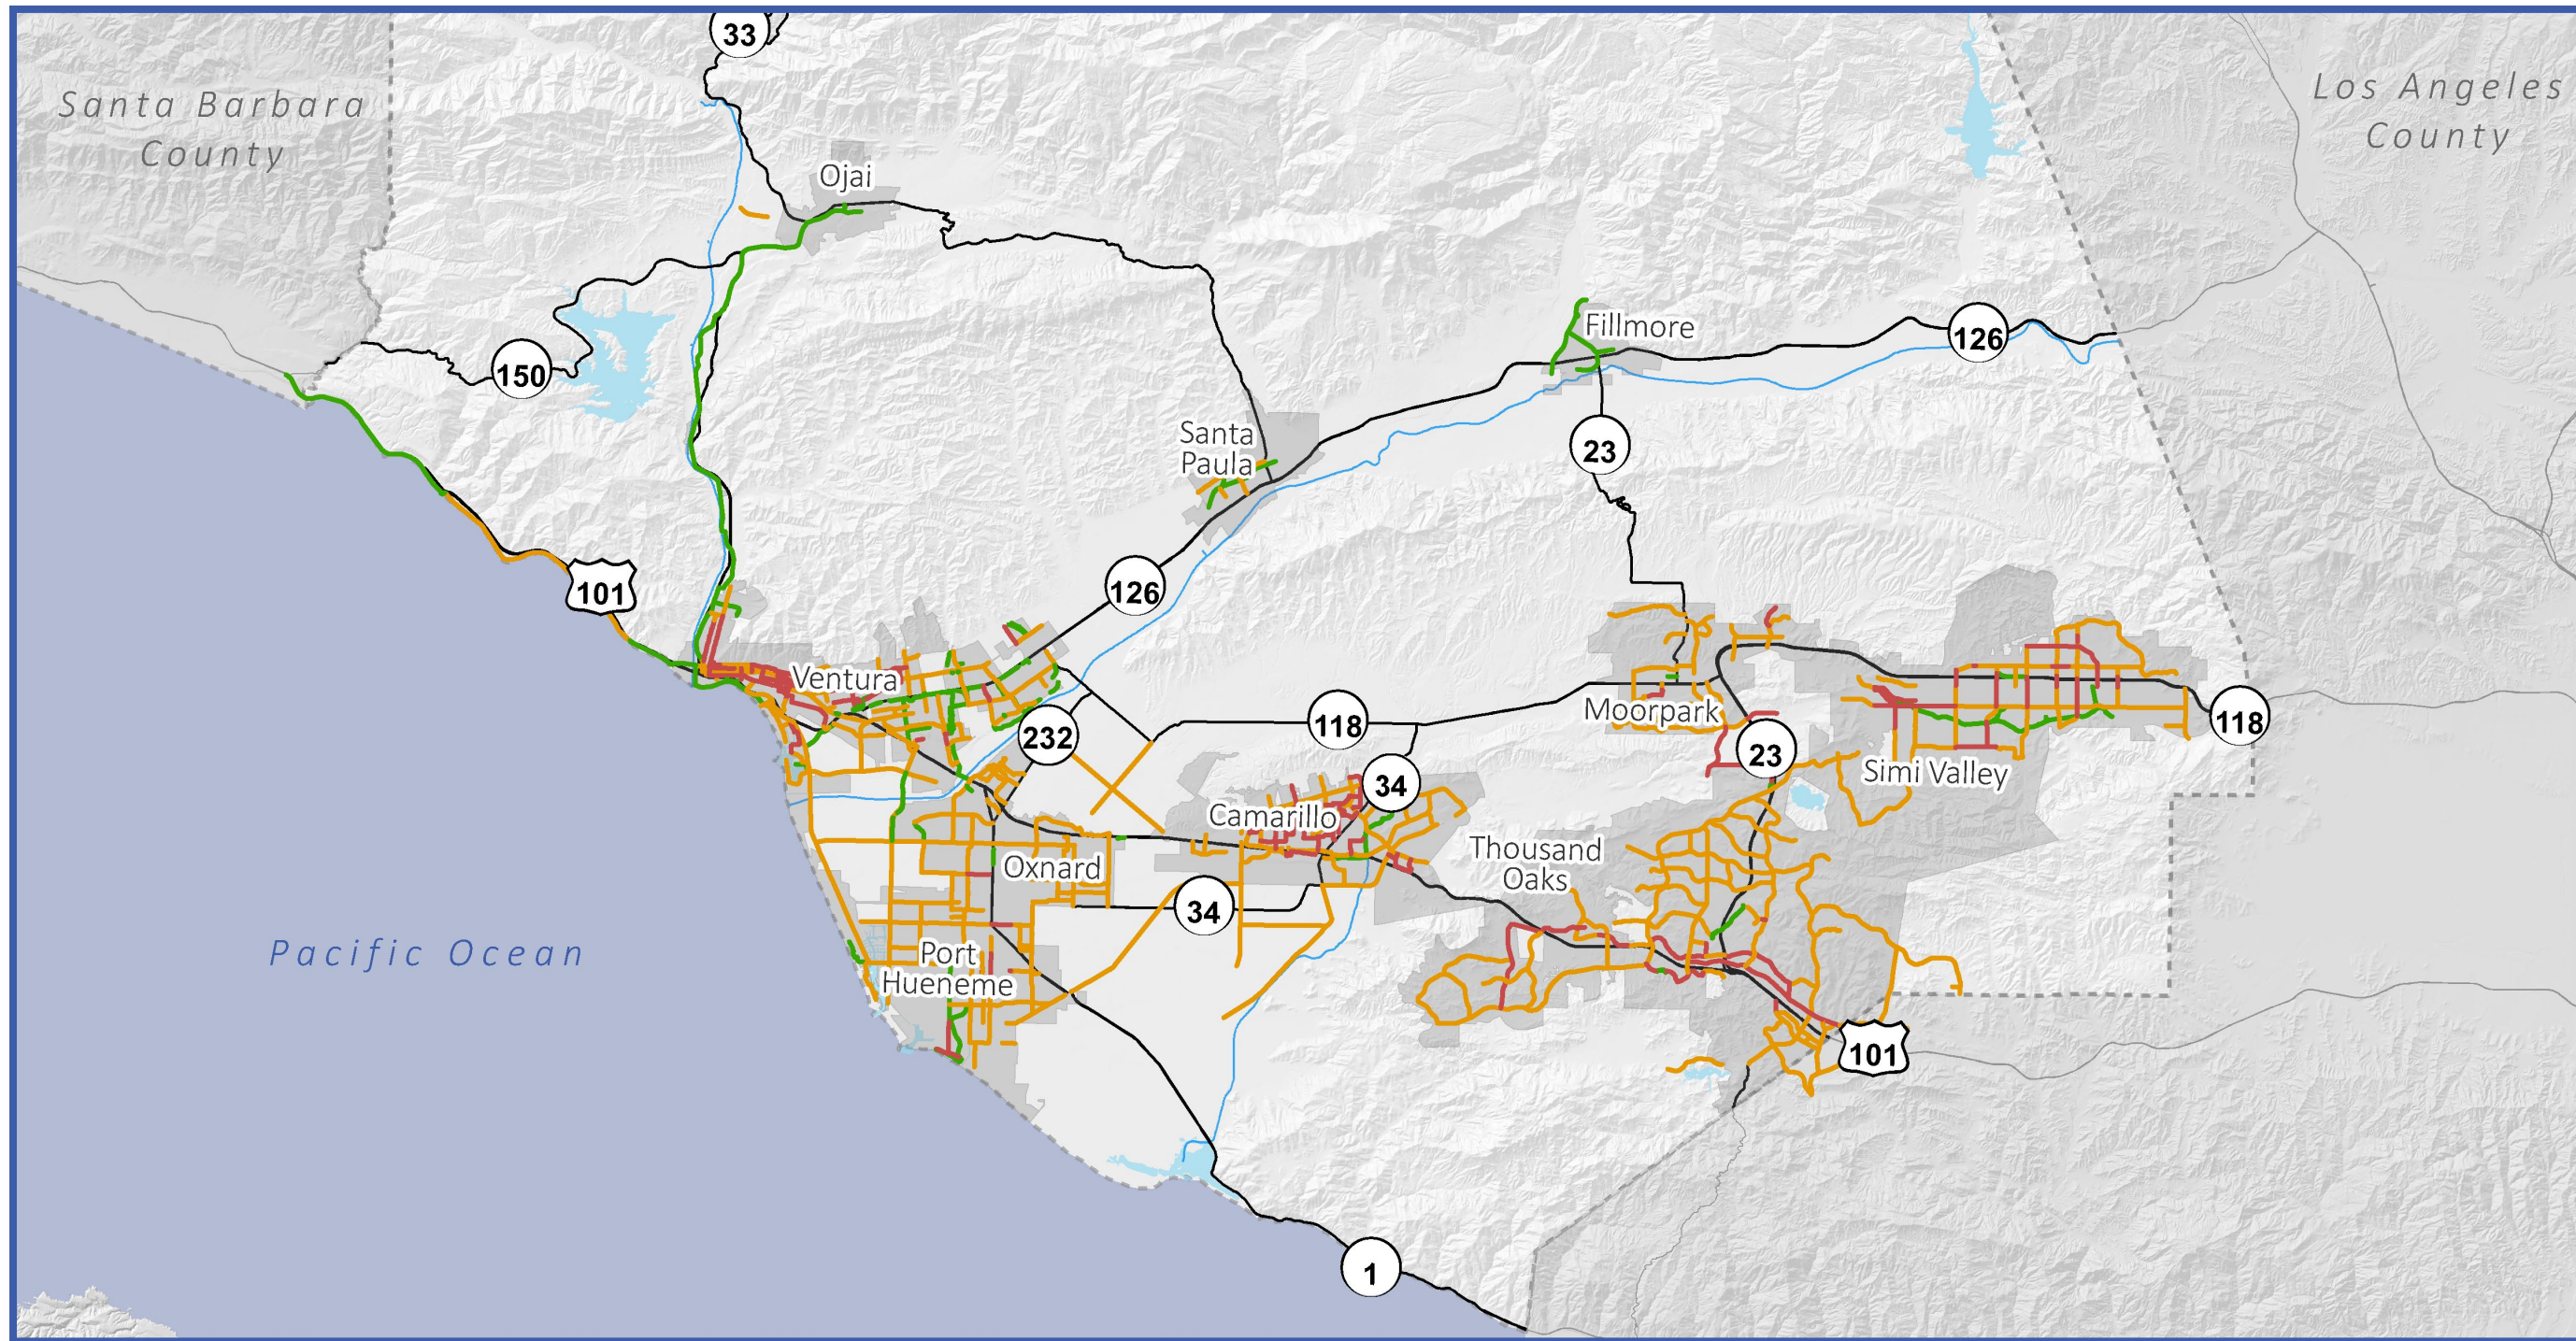 33
Santa Barbara
County
Los Angeles
County
Ojai
Fillmore
126
150
23
Santa
Paula
101
126
Ventura
232
118
Moorpark
23
118
Simi Valley
34
Camarillo
Thousand
Oaks
Oxnard
34
Pacific Ocean
Port
Hueneme
101
1